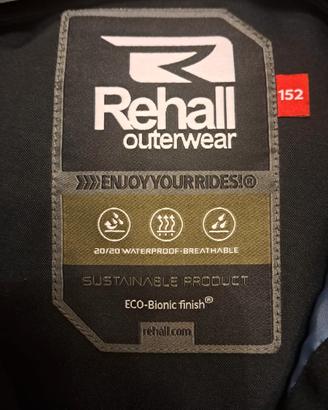 Rehall
outerwear
152
ENJOYYOURRIDES!®
20/20 WATERPROOF-BREATHABLE
SUSTAINABLE PRODUCT
ECO-Bionic finish®
rehall.com